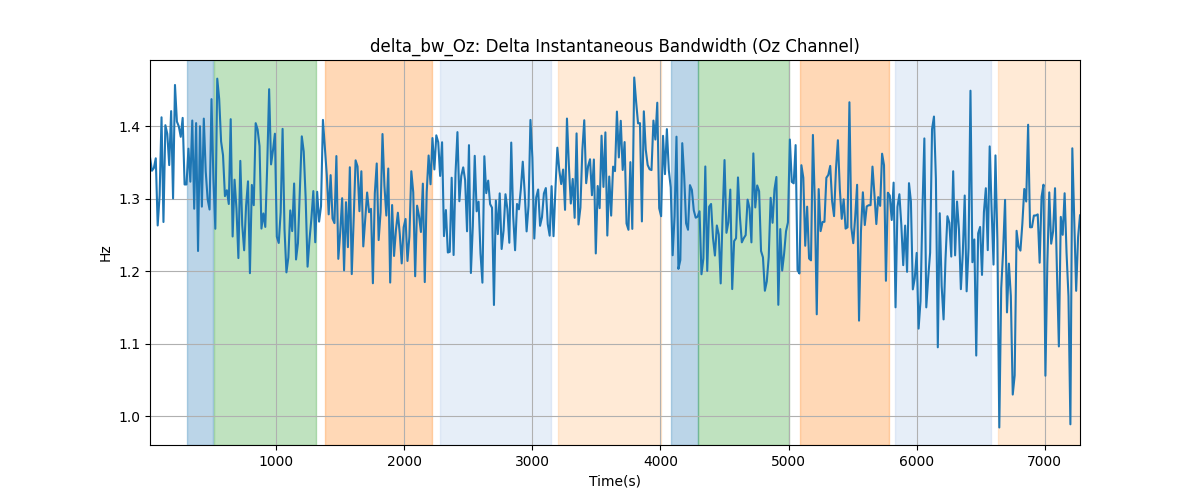 delta_bw_Oz: Delta Instantaneous Bandwidth (Oz Channel)
Hz
1.4
1.3
1.2
1.1
1.0
1000 2000 3000 4000 5000 6000 7000
Time(s)